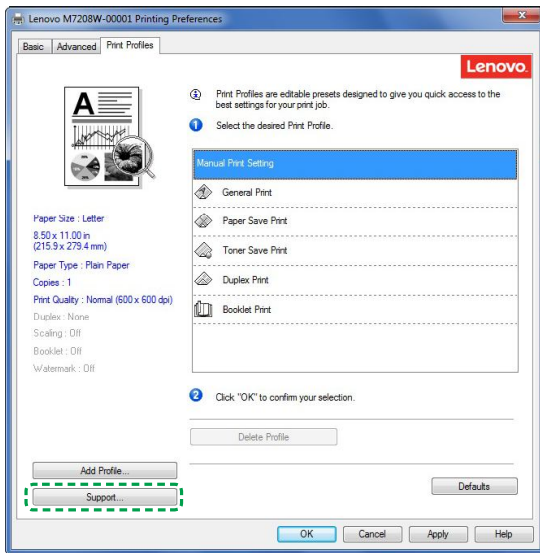 Lenovo M7208W-00001 Printing Preferences
Basic Advanced Print Profiles
Lenovo.
Print Profiles are editable presets designed to give you quick access to the
best settings for your print job.
1 Select the desired Print Profile.
A
Manual Print Setting
General Print
Paper Save Print
Toner Save Print
Duplex Print
Booklet Print
Paper Size : Letter
8.50 x 11.00 in
(215.9 x 279.4 mm)
Paper Type : Plain Paper
Copies : 1
Print Quality : Normal (600 x 600 dpi)
Duplex : None
Scaling : Off
Booklet : Off
Watermark : Off
2 Click "OK" to confirm your selection.
Delete Profile
Add Profile...
Support...
Defaults
OK Cancel Apply Help